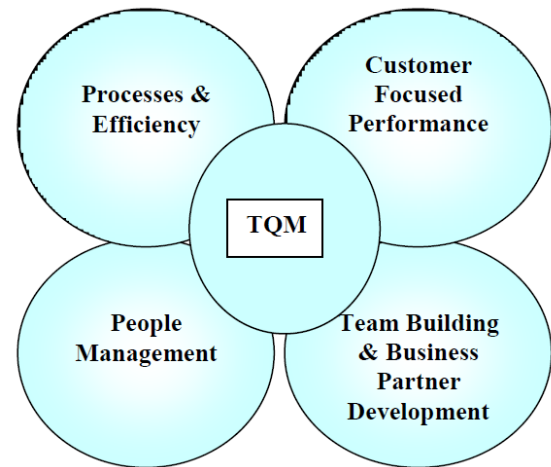 Processes &
Efficiency
Customer
Focused
Performance
TQM
People
Management
Team Building
& Business
Partner
Development